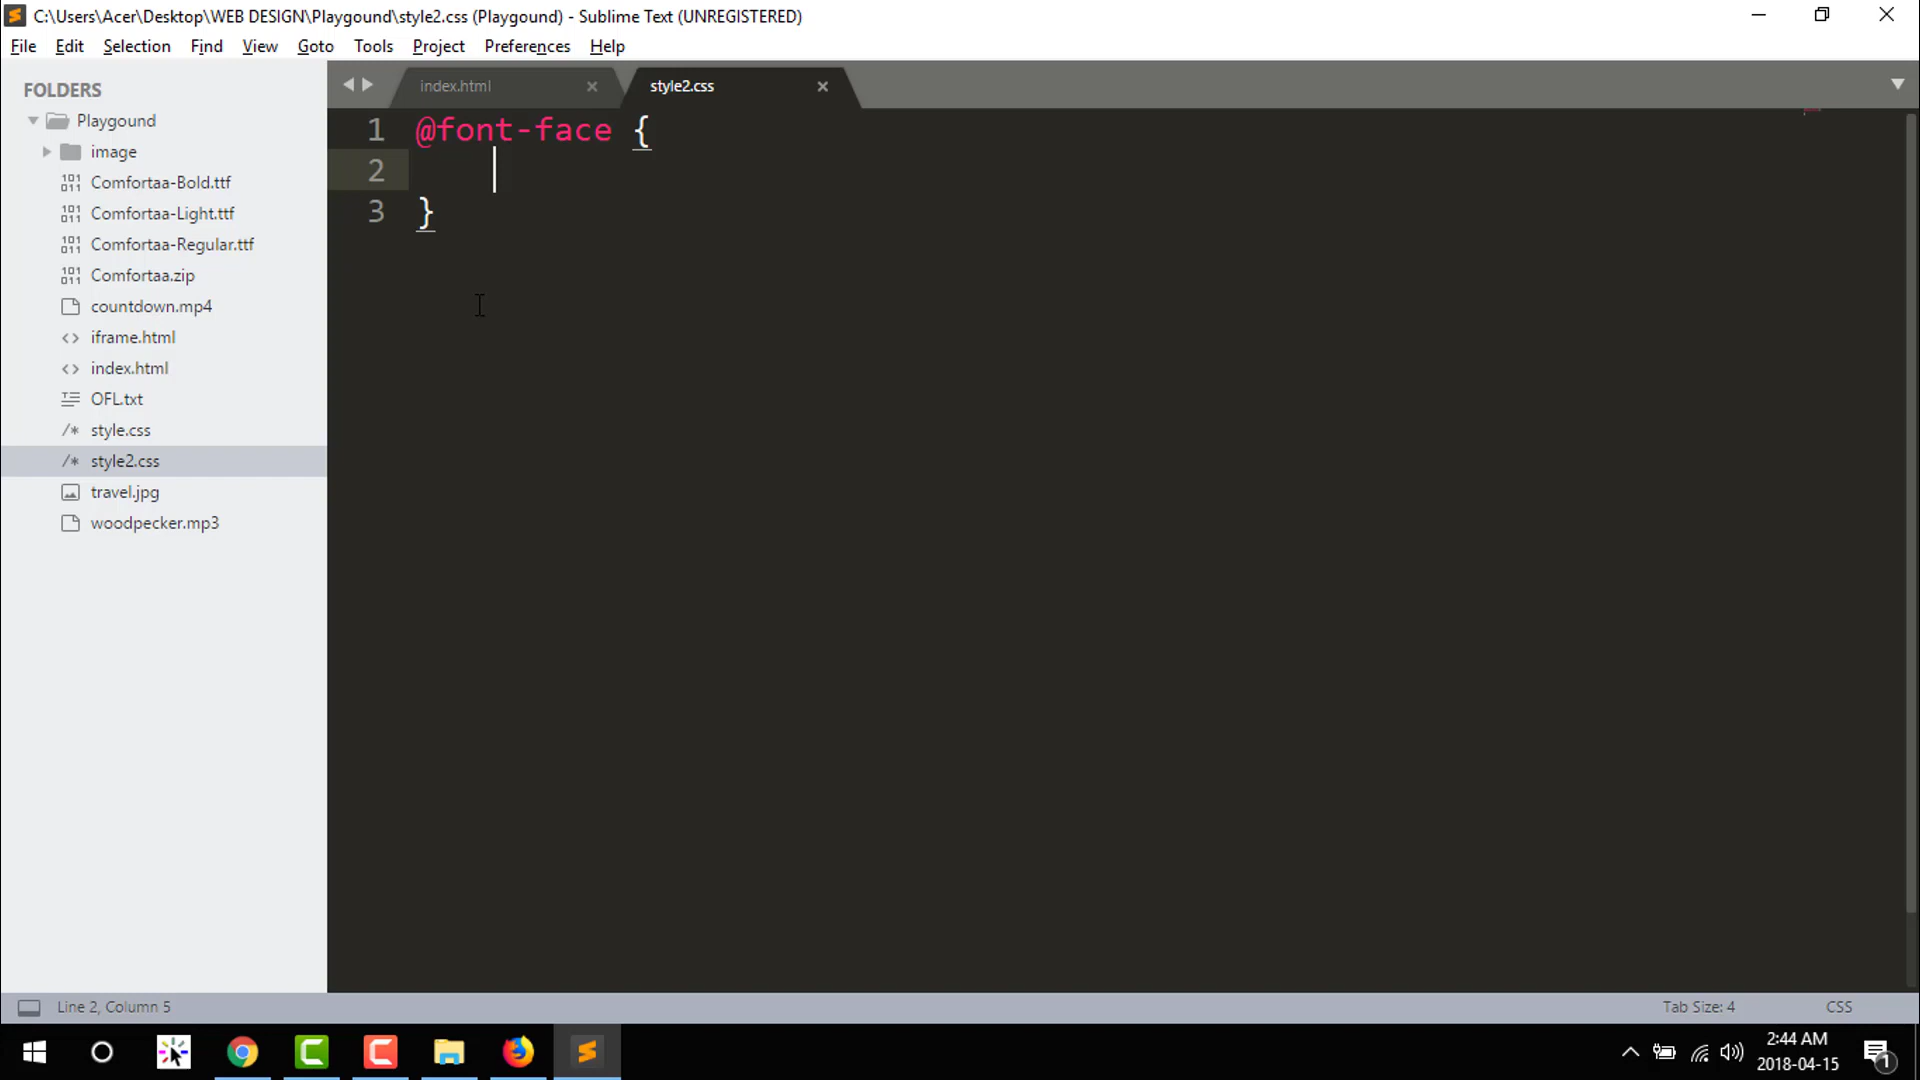 C:\Users\Acer\Desktop\WEB DESIGN\Playgound\style2.css (Playgound) - Sublime Text (UNREGISTERED)
File Edit Selection Find View Goto Tools Project Preferences Help
FOLDERS
Playgound
image
Comfortaa-Bold.ttf
Comfortaa-Light.ttf
Comfortaa-Regular.ttf
Comfortaa.zip
countdown.mp4
iframe.html
index.html
OFL.txt
style.css
style2.css
travel.jpg
woodpecker.mp3
index.html style2.css
1 @font-face {
2
3 }
Line 2, Column 5
Tab Size: 4 CSS
2:44 AM
2018-04-15
1